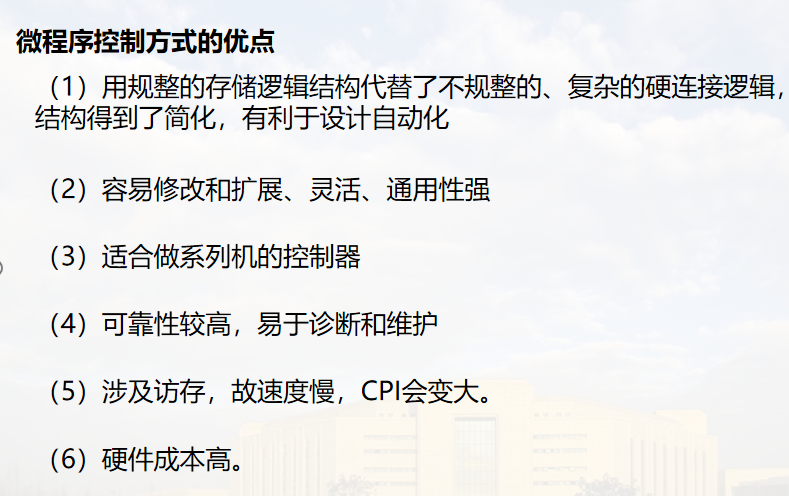 微程序控制方式的优点
（1）用规整的存储逻辑结构代替了不规整的、复杂的硬连接逻辑，
结构得到了简化，有利于设计自动化
（2）容易修改和扩展、灵活、通用性强
（3）适合做系列机的控制器
（4）可靠性较高，易于诊断和维护
（5）涉及访存，故速度慢，CPI会变大。
（6）硬件成本高。